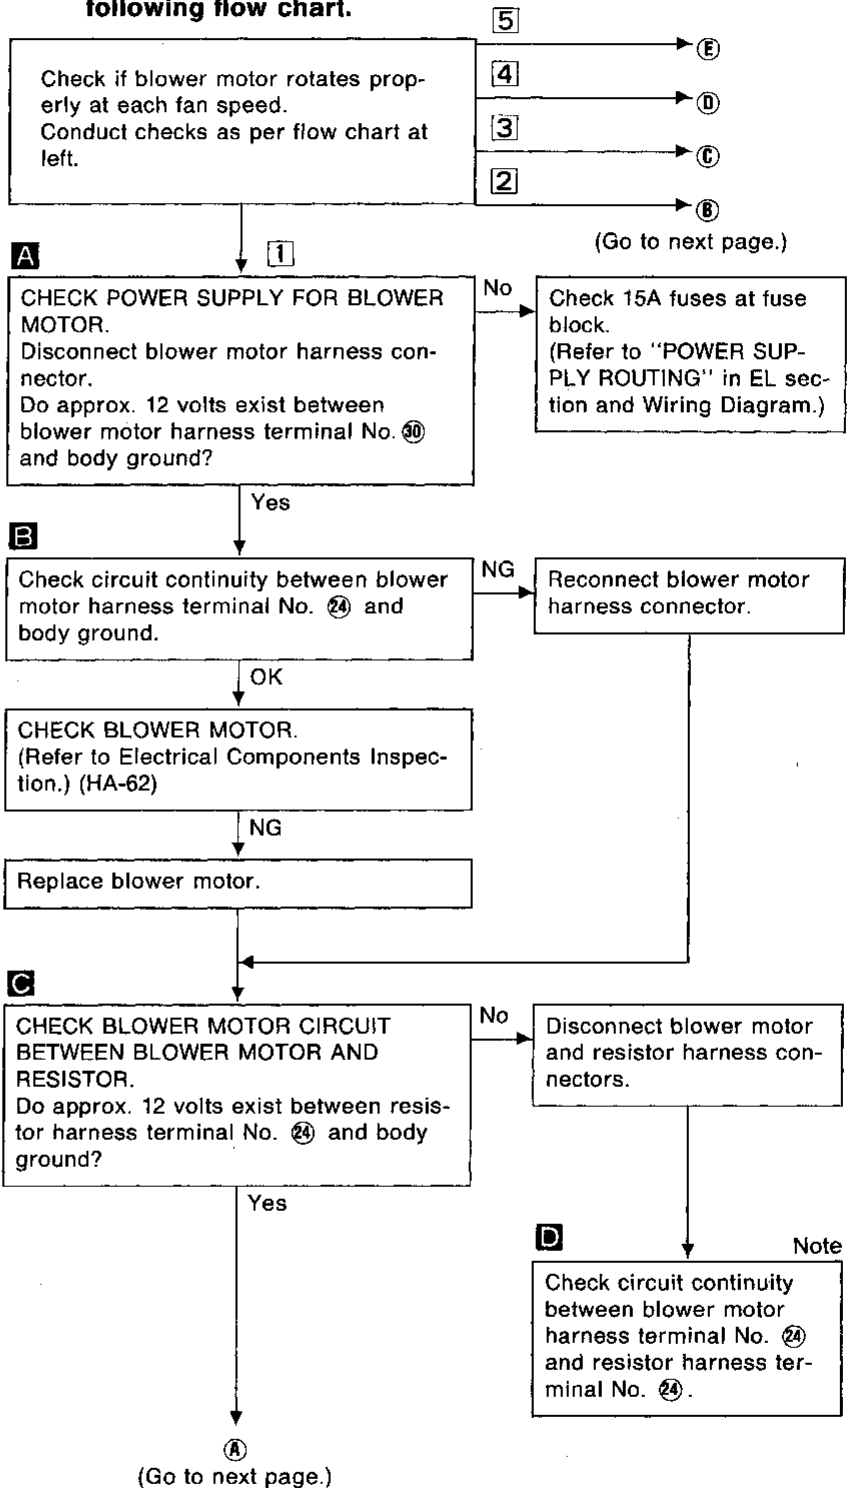 following flow chart.
5
E
Check if blower motor rotates prop-
erly at each fan speed.
Conduct checks as per flow chart at
left.
4
D
3
C
2
B
(Go to next page.)
A
1
CHECK POWER SUPPLY FOR BLOWER
MOTOR.
Disconnect blower motor harness con-
nector.
Do approx. 12 volts exist between
blower motor harness terminal No. 30
and body ground?
No
Check 15A fuses at fuse
block.
(Refer to "POWER SUP-
PLY ROUTING" in EL sec-
tion and Wiring Diagram.)
Yes
B
Check circuit continuity between blower
motor harness terminal No. 24 and
body ground.
NG
Reconnect blower motor
harness connector.
OK
CHECK BLOWER MOTOR.
(Refer to Electrical Components Inspec-
tion.) (HA-62)
NG
Replace blower motor.
C
CHECK BLOWER MOTOR CIRCUIT
BETWEEN BLOWER MOTOR AND
RESISTOR.
Do approx. 12 volts exist between resis-
tor harness terminal No. 24 and body
ground?
No
Disconnect blower motor
and resistor harness con-
nectors.
Yes
D
Note
Check circuit continuity
between blower motor
harness terminal No. 24
and resistor harness ter-
minal No. 24.
A
(Go to next page.)